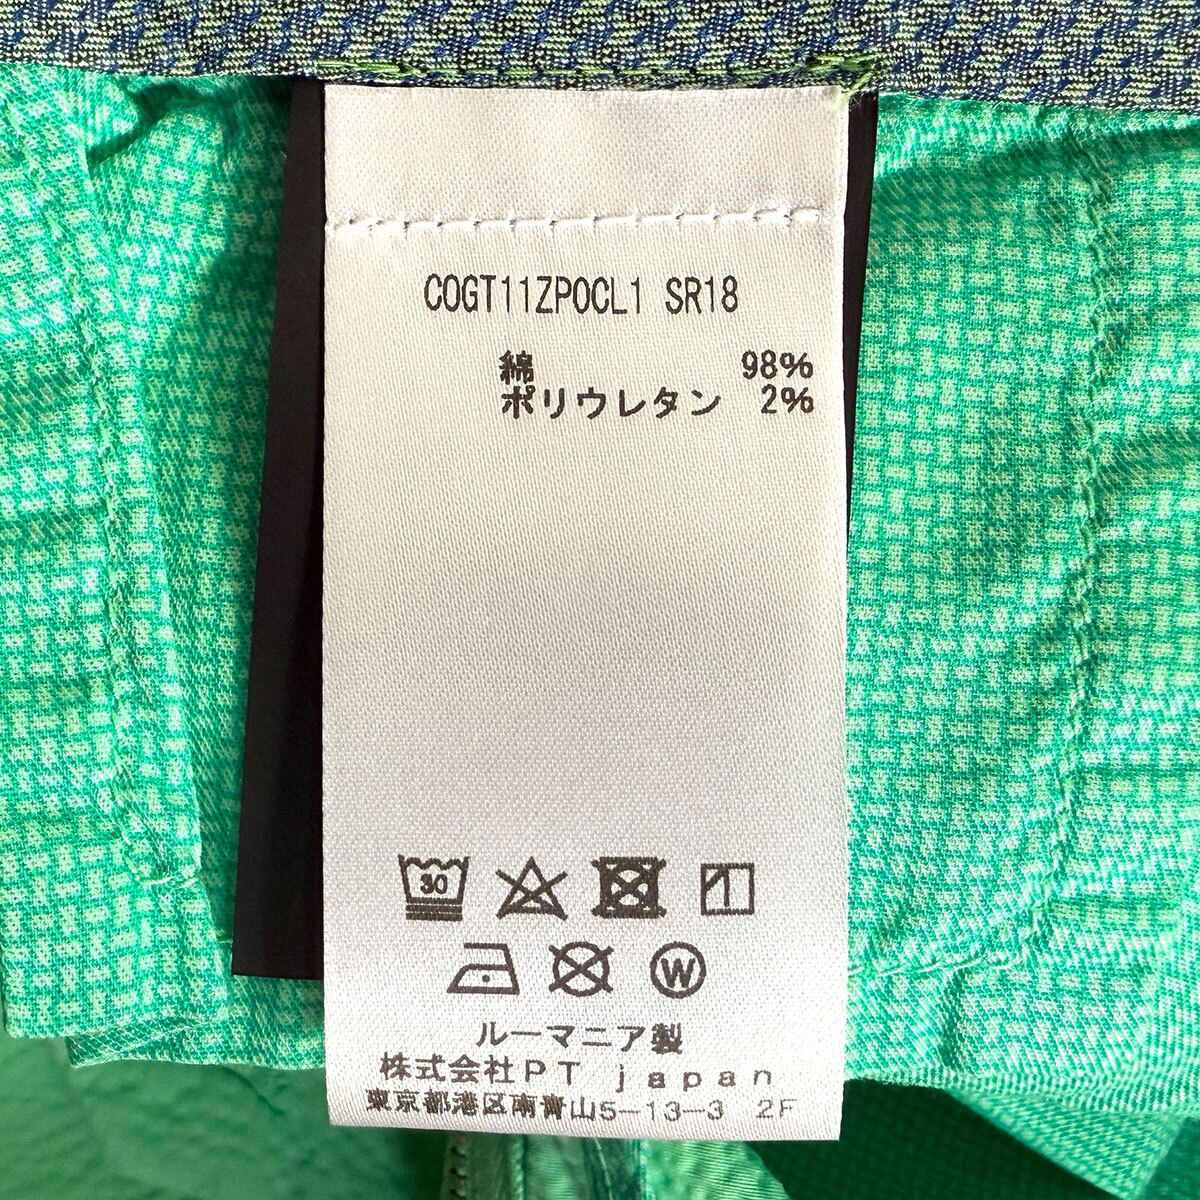 COGT11ZP0CL1 SR18
綿 98%
ポリウレタン 2%
30
W
ルーマニア製
株式会社PT japan
東京都港区南青山5-13-3 2F